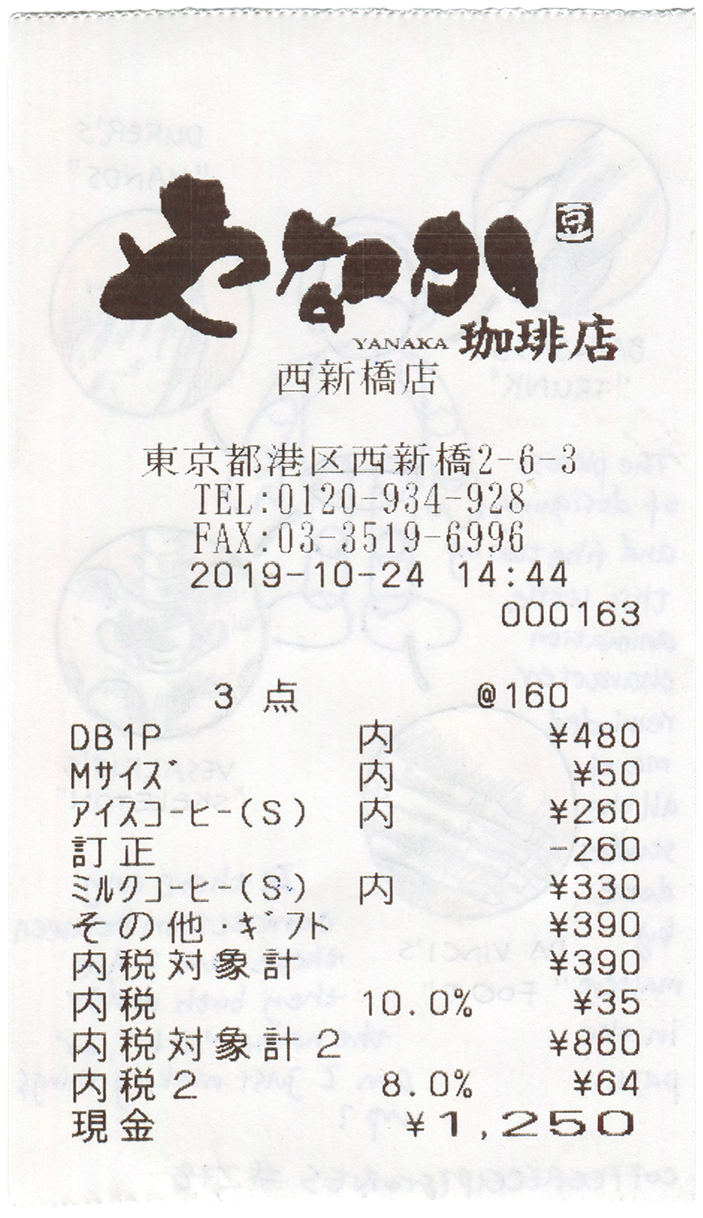 やなか 豆
YANAKA 珈琲店
西新橋店
東京都港区西新橋2-6-3
TEL:0120-934-928
FAX:03-3519-6996
2019-10-24 14:44
000163
3 点 @160
DB1P 内 ¥480
Mｻｲｽﾞ 内 ¥50
ｱｲｽｺｰﾋｰ(S) 内 ¥260
訂正 -260
ﾐﾙｸｺｰﾋｰ(S) 内 ¥330
その他・ｷﾞﾌﾄ ¥390
内税対象計 ¥390
内税 10.0% ¥35
内税対象計2 ¥860
内税2 8.0% ¥64
現金 ¥1,250